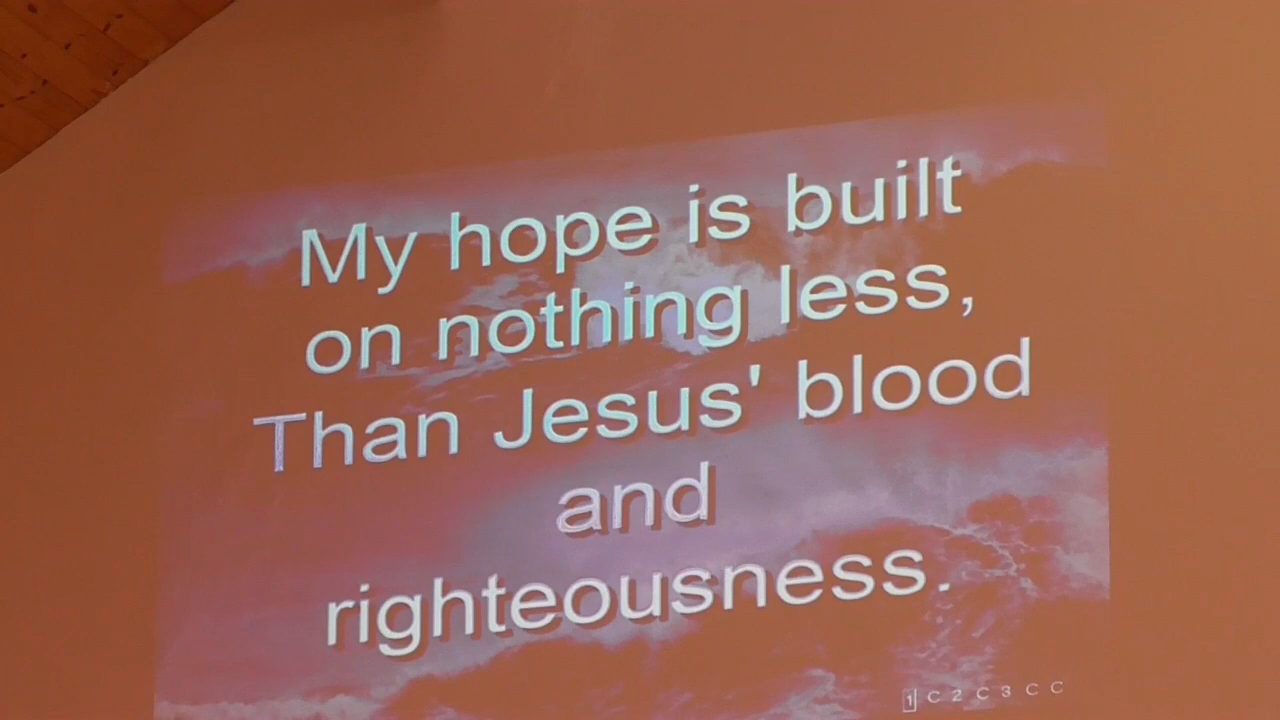 My hope is built
on nothing less,
Than Jesus' blood
and
righteousness.
1 C 2 C 3 C C